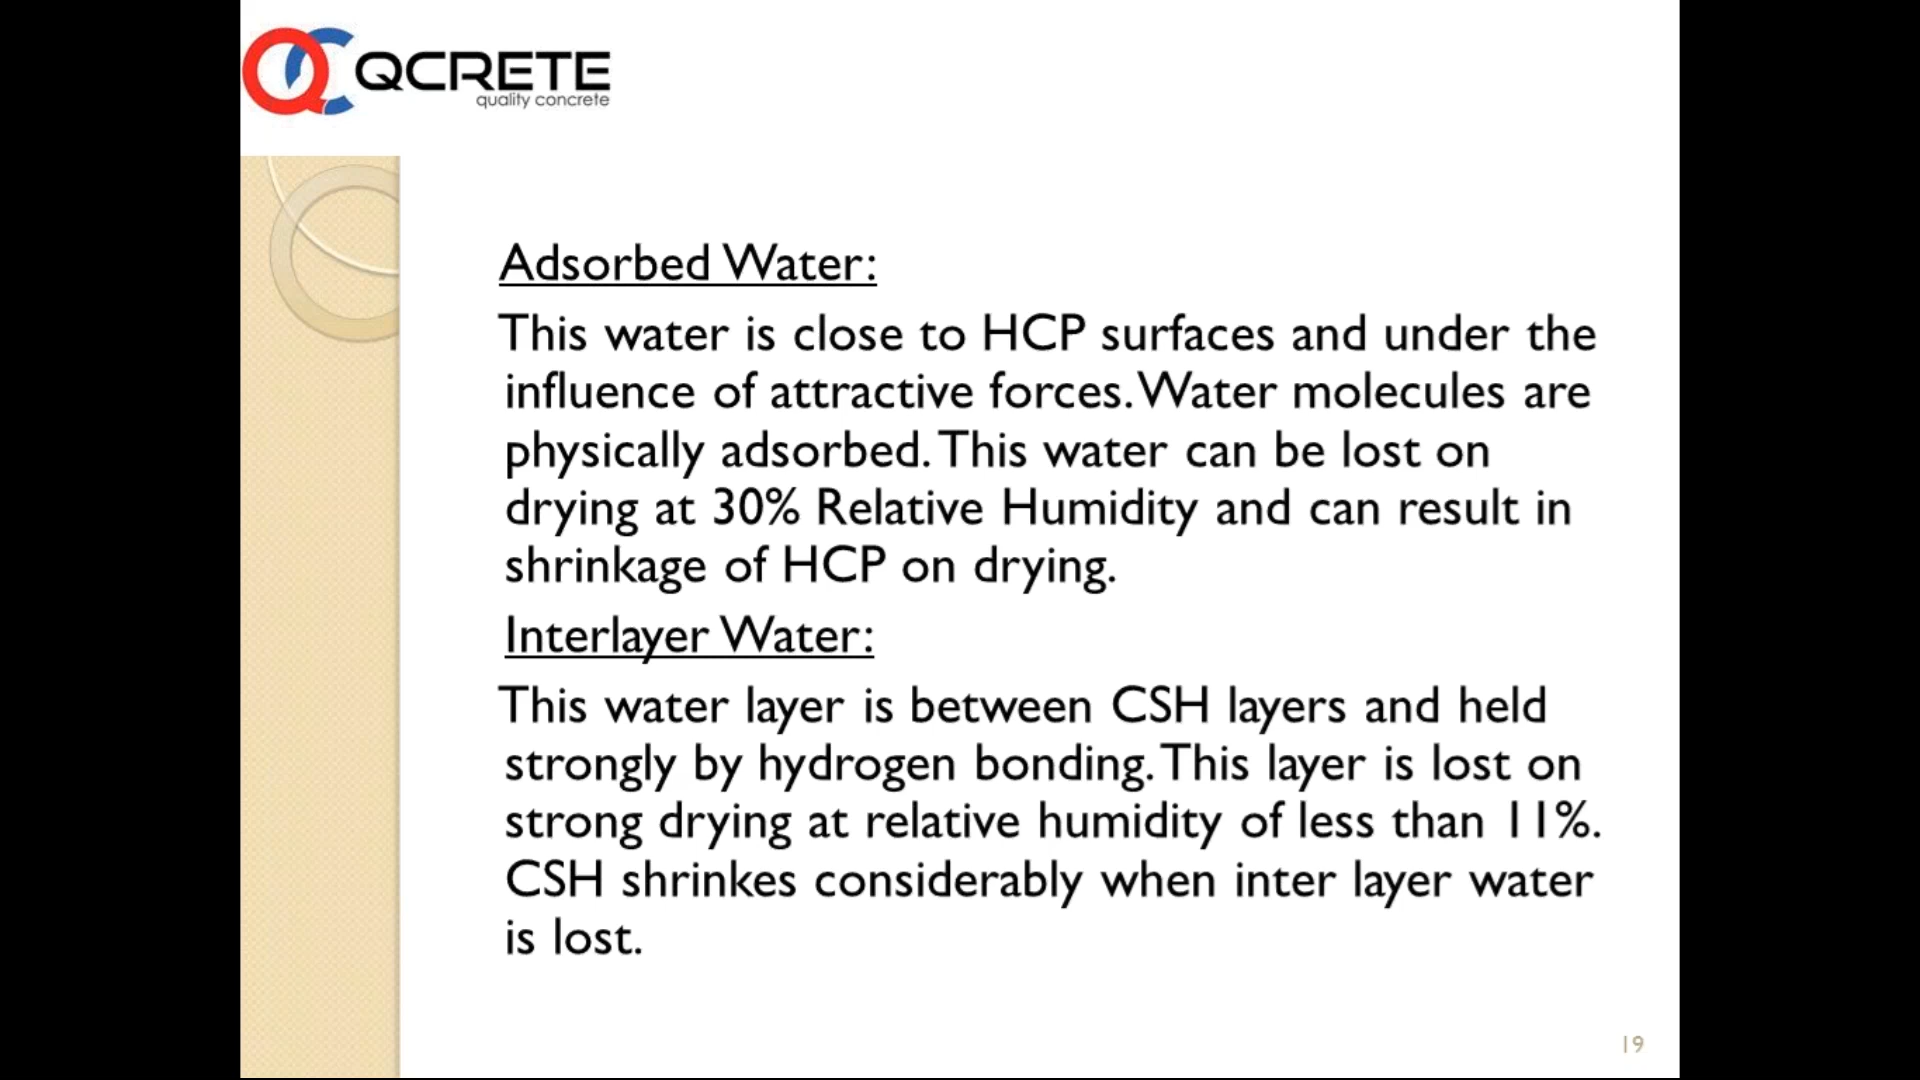 QCRETE
quality concrete
Adsorbed Water:
This water is close to HCP surfaces and under the
influence of attractive forces. Water molecules are
physically adsorbed. This water can be lost on
drying at 30% Relative Humidity and can result in
shrinkage of HCP on drying.
Interlayer Water:
This water layer is between CSH layers and held
strongly by hydrogen bonding. This layer is lost on
strong drying at relative humidity of less than 11%.
CSH shrinkes considerably when inter layer water
is lost.
19